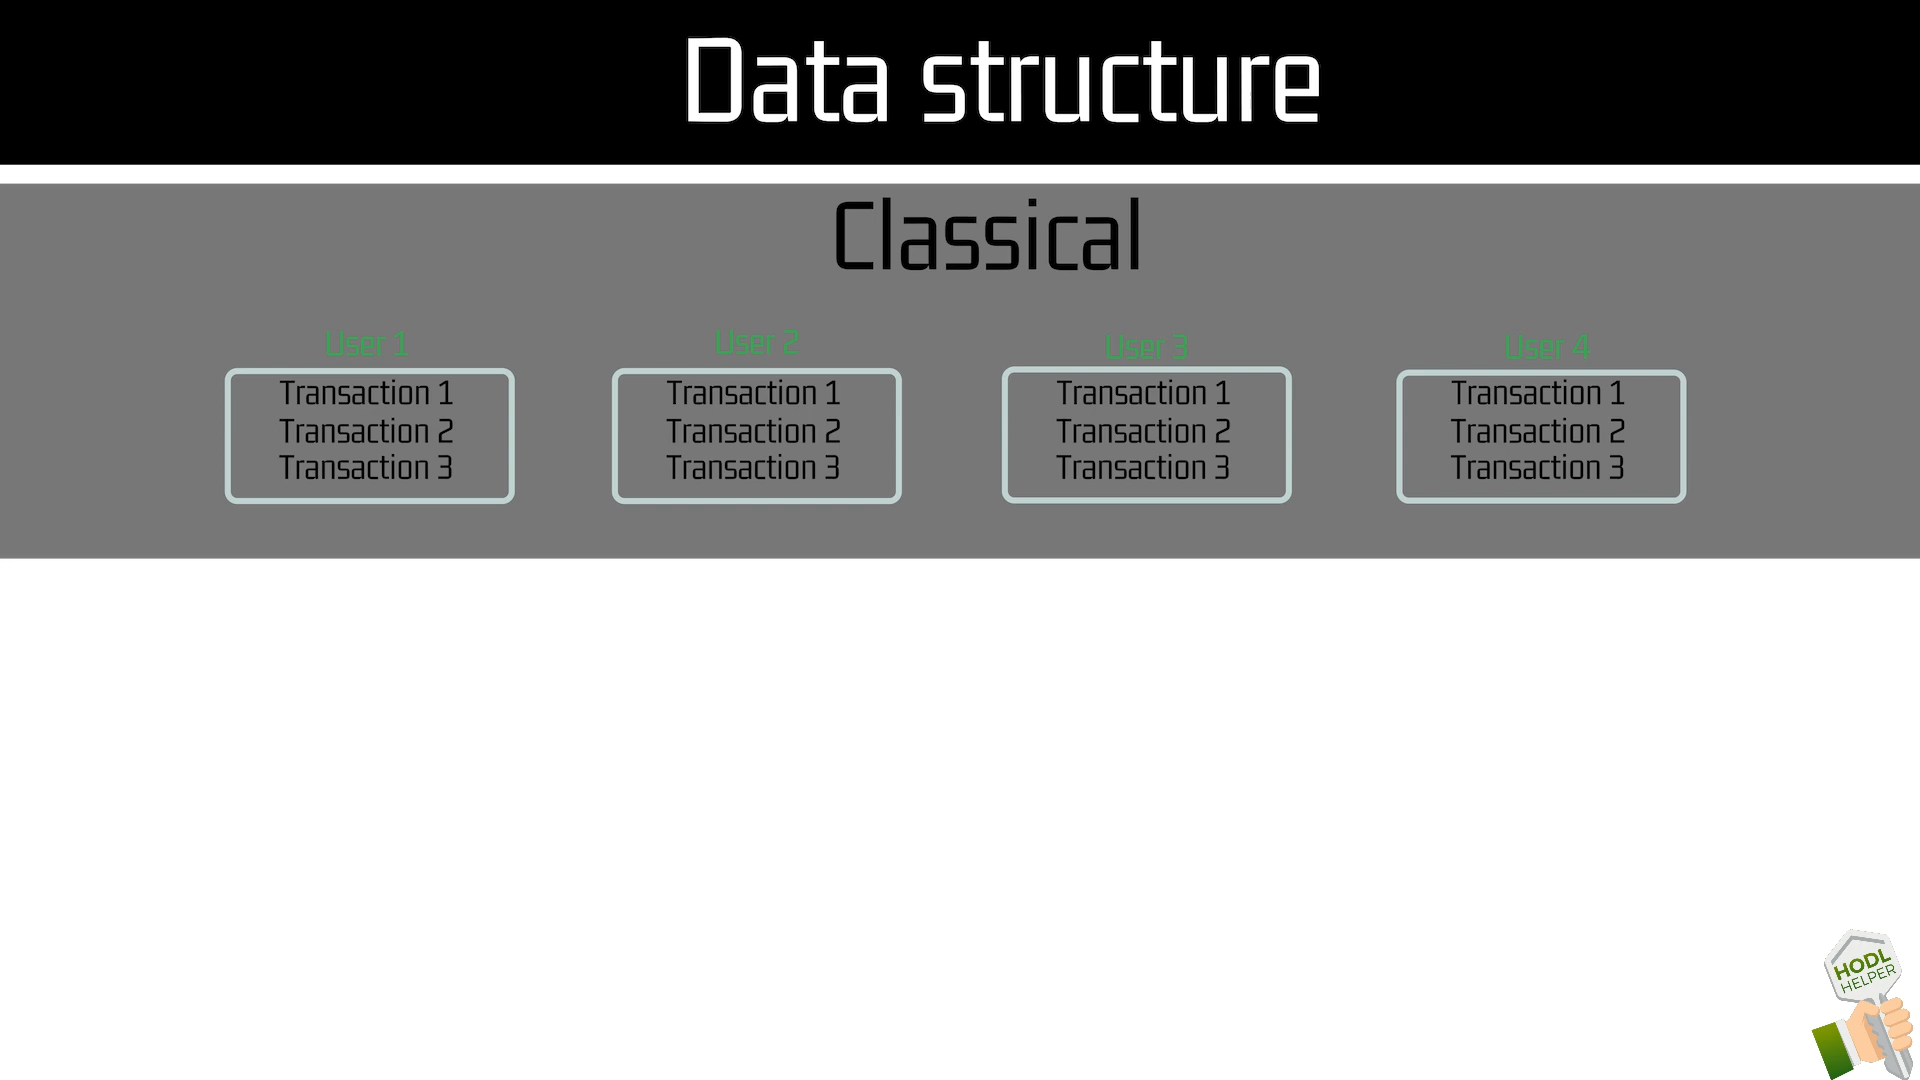 Data structure
Classical
User 1
Transaction 1
Transaction 2
Transaction 3
User 2
Transaction 1
Transaction 2
Transaction 3
User 3
Transaction 1
Transaction 2
Transaction 3
User 4
Transaction 1
Transaction 2
Transaction 3
HODL
HELPER